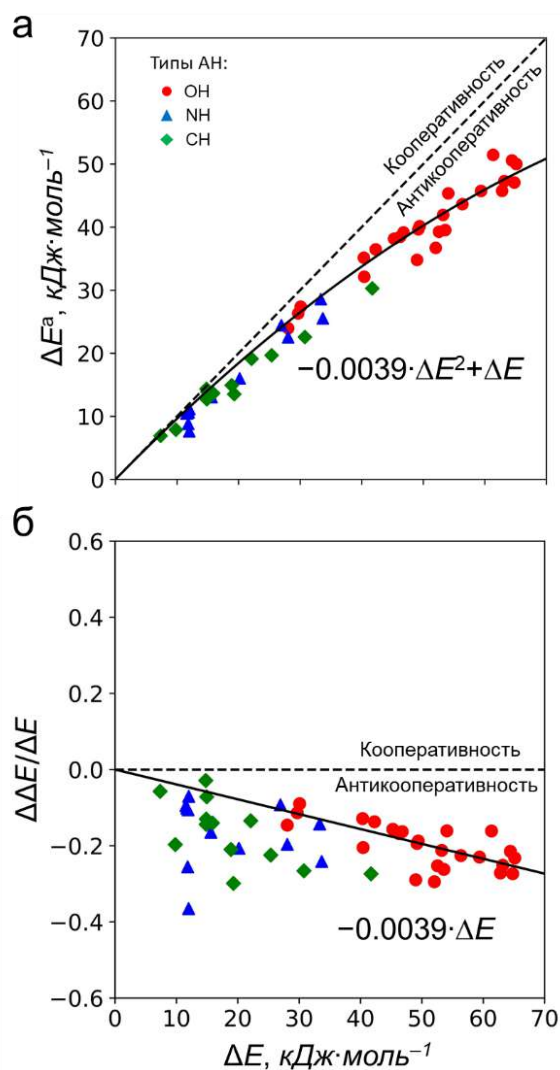 а
70
60
50
40
30
20
10
0
ΔEᵃ, кДж·моль⁻¹
Типы АН:
ОН
NH
CH
Кооперативность
Антикооперативность
−0.0039·ΔE²+ΔE
б
0.6
0.4
0.2
0.0
−0.2
−0.4
−0.6
ΔΔE/ΔE
Кооперативность
Антикооперативность
−0.0039·ΔE
0 10 20 30 40 50 60 70
ΔE, кДж·моль⁻¹